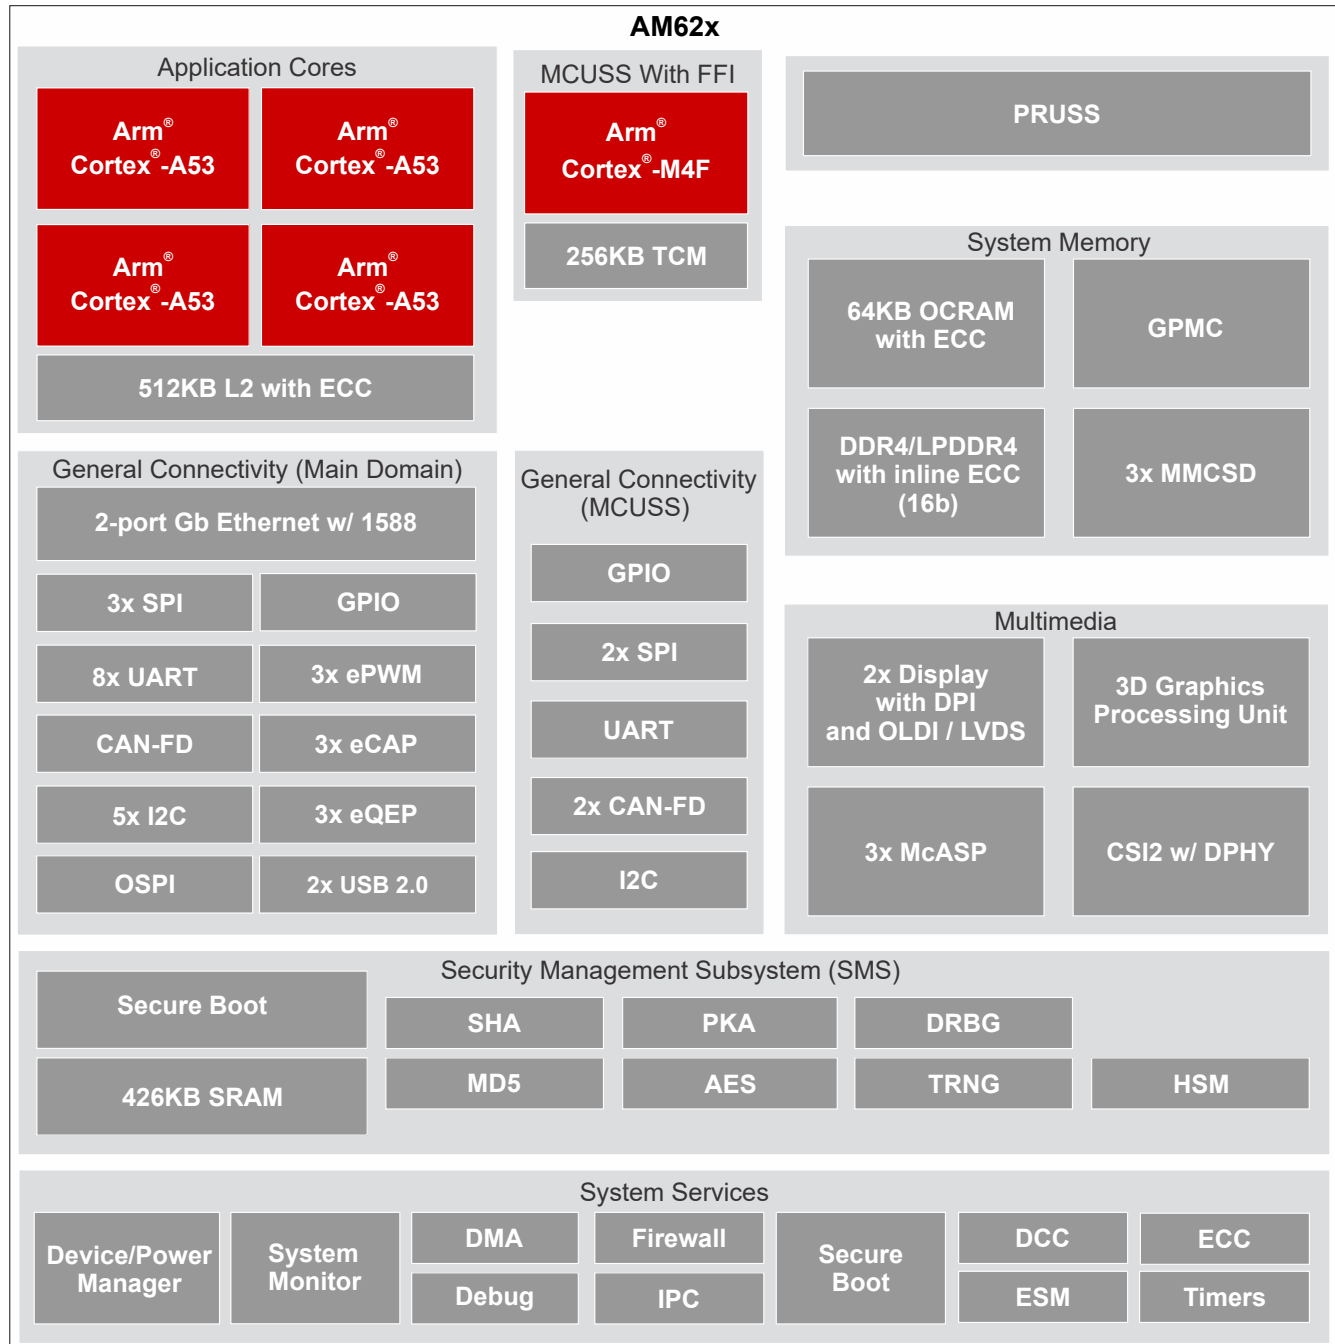 AM62x
Application Cores
Arm®
Cortex®-A53
Arm®
Cortex®-A53
Arm®
Cortex®-A53
Arm®
Cortex®-A53
512KB L2 with ECC
MCUSS With FFI
Arm®
Cortex®-M4F
256KB TCM
PRUSS
System Memory
64KB OCRAM
with ECC
GPMC
DDR4/LPDDR4
with inline ECC
(16b)
3x MMCSD
General Connectivity (Main Domain)
2-port Gb Ethernet w/ 1588
3x SPI
GPIO
8x UART
3x ePWM
CAN-FD
3x eCAP
5x I2C
3x eQEP
OSPI
2x USB 2.0
General Connectivity
(MCUSS)
GPIO
2x SPI
UART
2x CAN-FD
I2C
Multimedia
2x Display
with DPI
and OLDI / LVDS
3D Graphics
Processing Unit
3x McASP
CSI2 w/ DPHY
Security Management Subsystem (SMS)
Secure Boot
SHA
PKA
DRBG
426KB SRAM
MD5
AES
TRNG
HSM
System Services
Device/Power
Manager
System
Monitor
DMA
Debug
Firewall
IPC
Secure
Boot
DCC
ESM
ECC
Timers